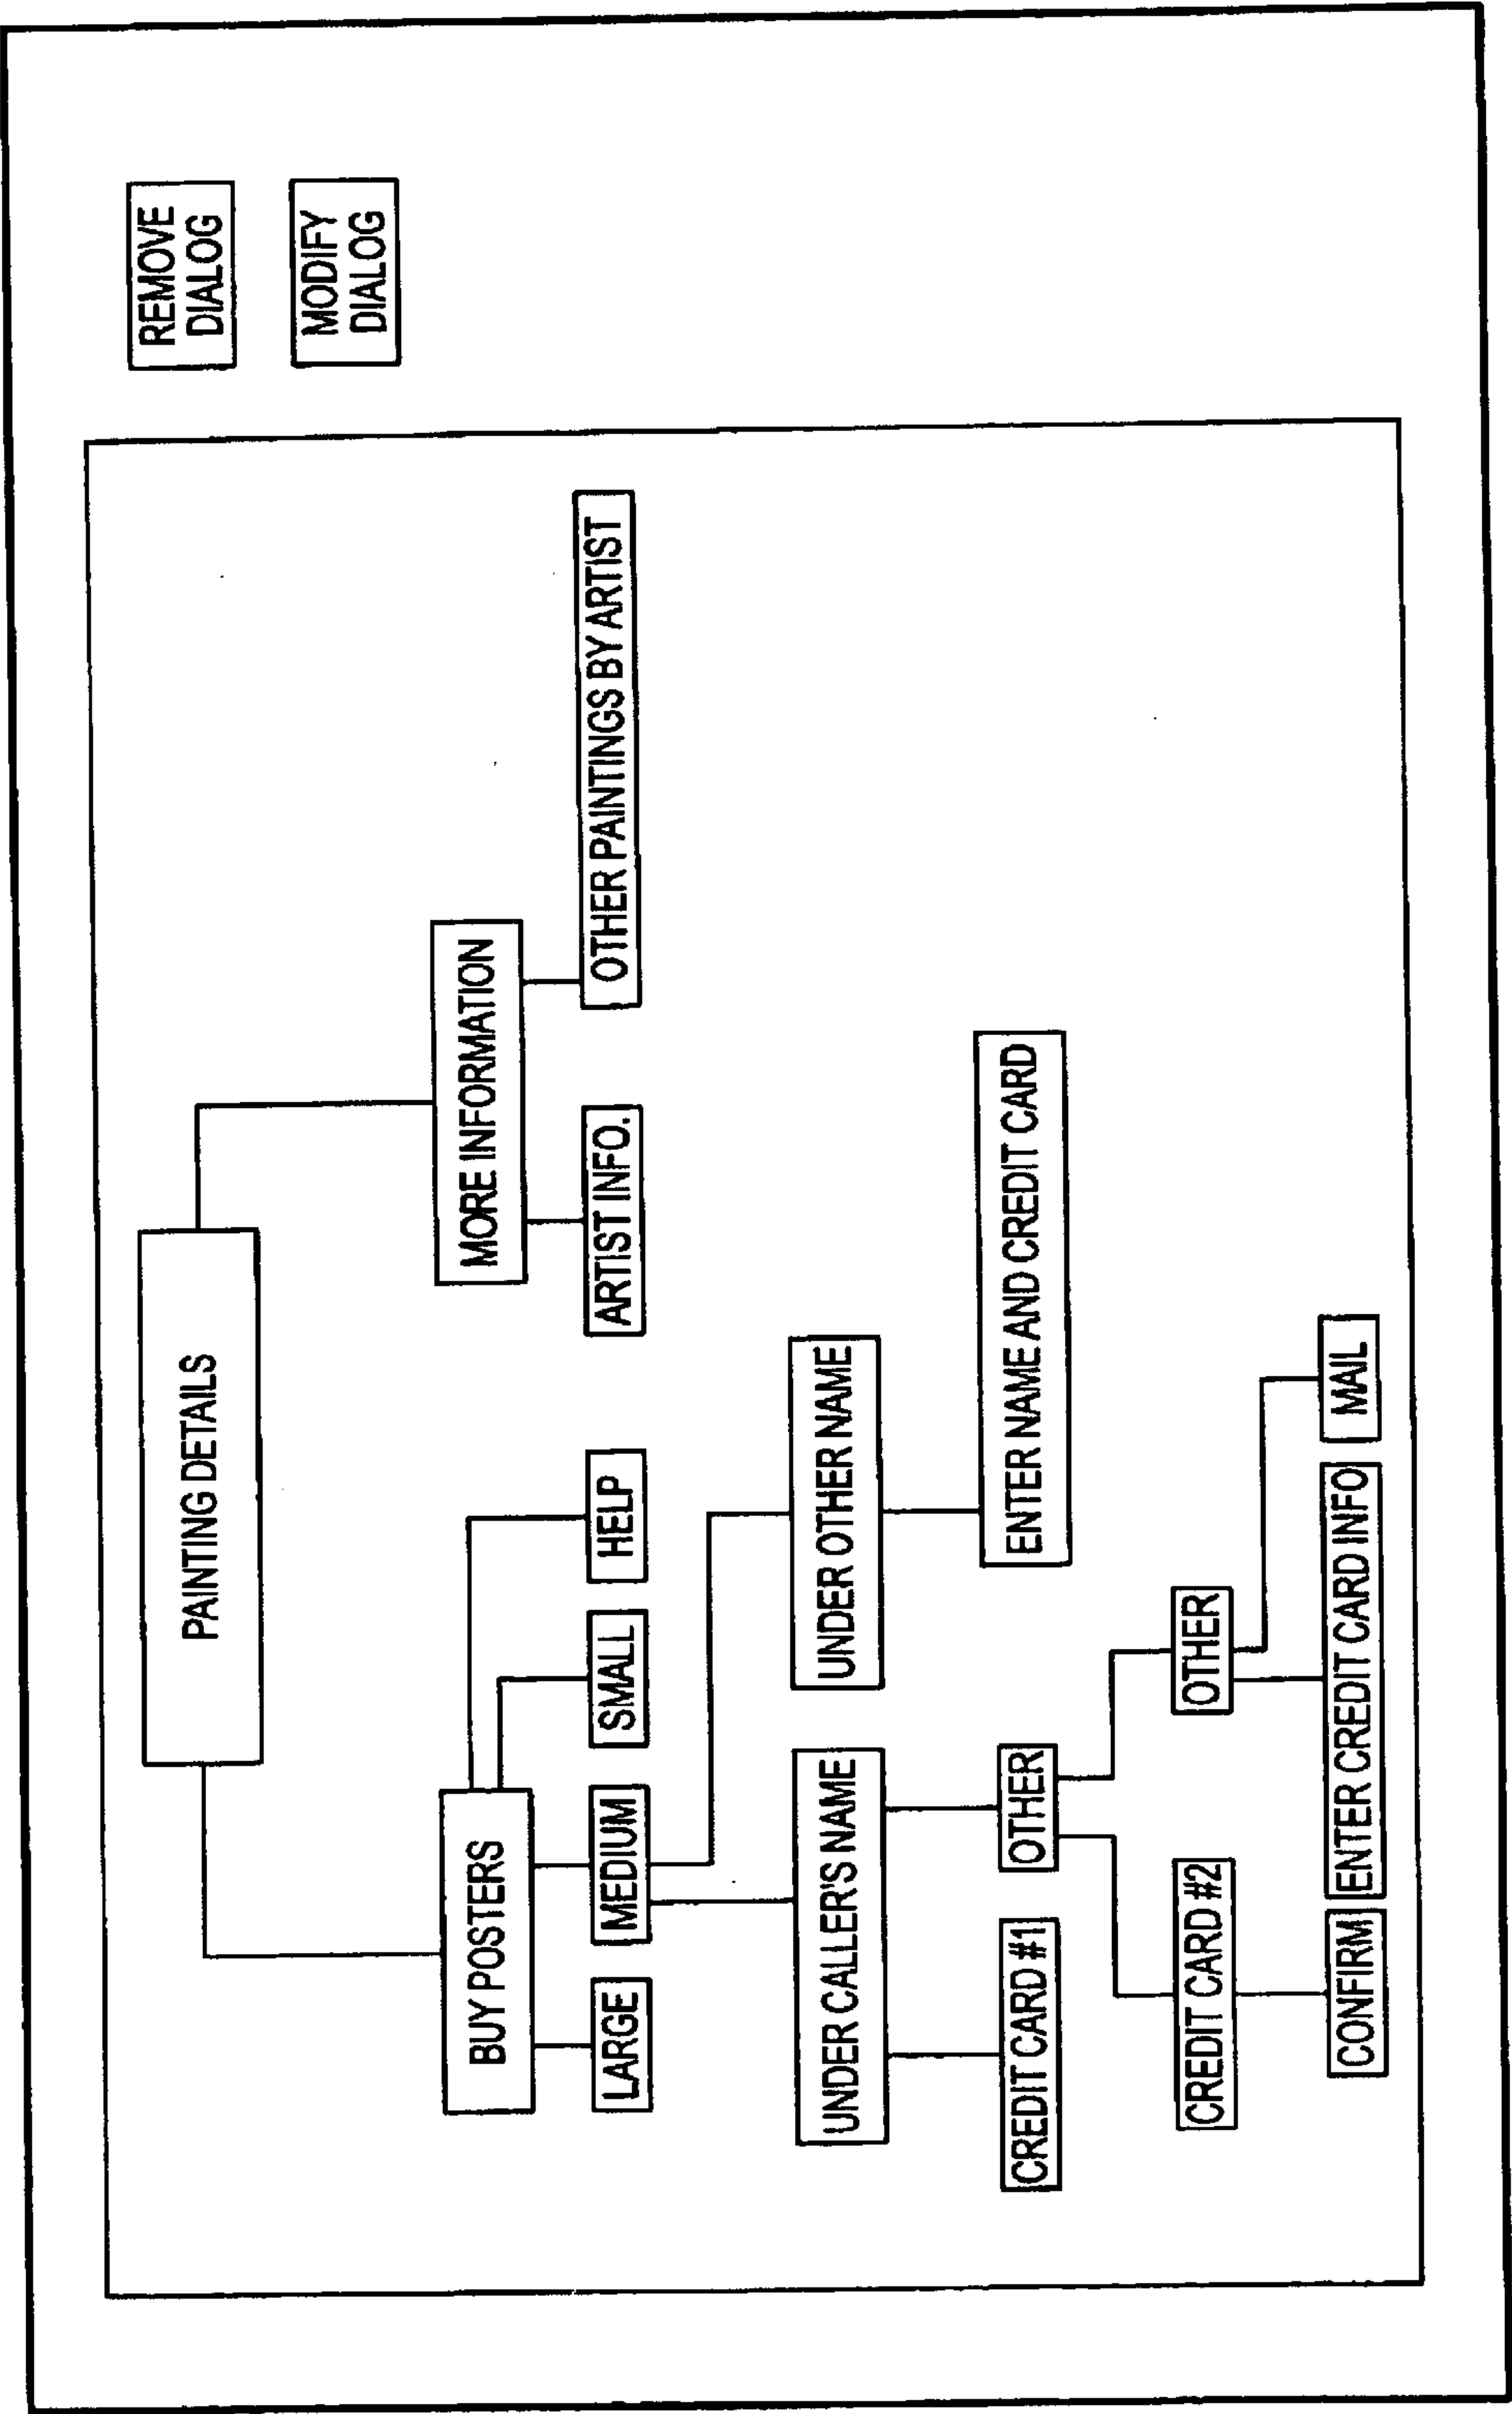 PAINTING DETAILS
BUY POSTERS
MORE INFORMATION
LARGE
MEDIUM
SMALL
HELP
ARTIST INFO.
OTHER PAINTINGS BY ARTIST
UNDER CALLER'S NAME
UNDER OTHER NAME
CREDIT CARD #1
OTHER
ENTER NAME AND CREDIT CARD
CREDIT CARD #2
OTHER
CONFIRM
ENTER CREDIT CARD INFO
MAIL
REMOVE
DIALOG
MODIFY
DIALOG